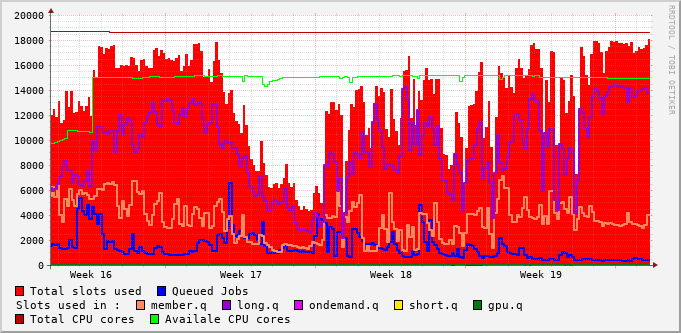 RRDTOOL / TOBI OETIKER
20000
18000
16000
14000
12000
10000
8000
6000
4000
2000
0
Week 16 Week 17 Week 18 Week 19
Total slots used Queued Jobs
Slots used in : member.q long.q ondemand.q short.q gpu.q
Total CPU cores Availale CPU cores